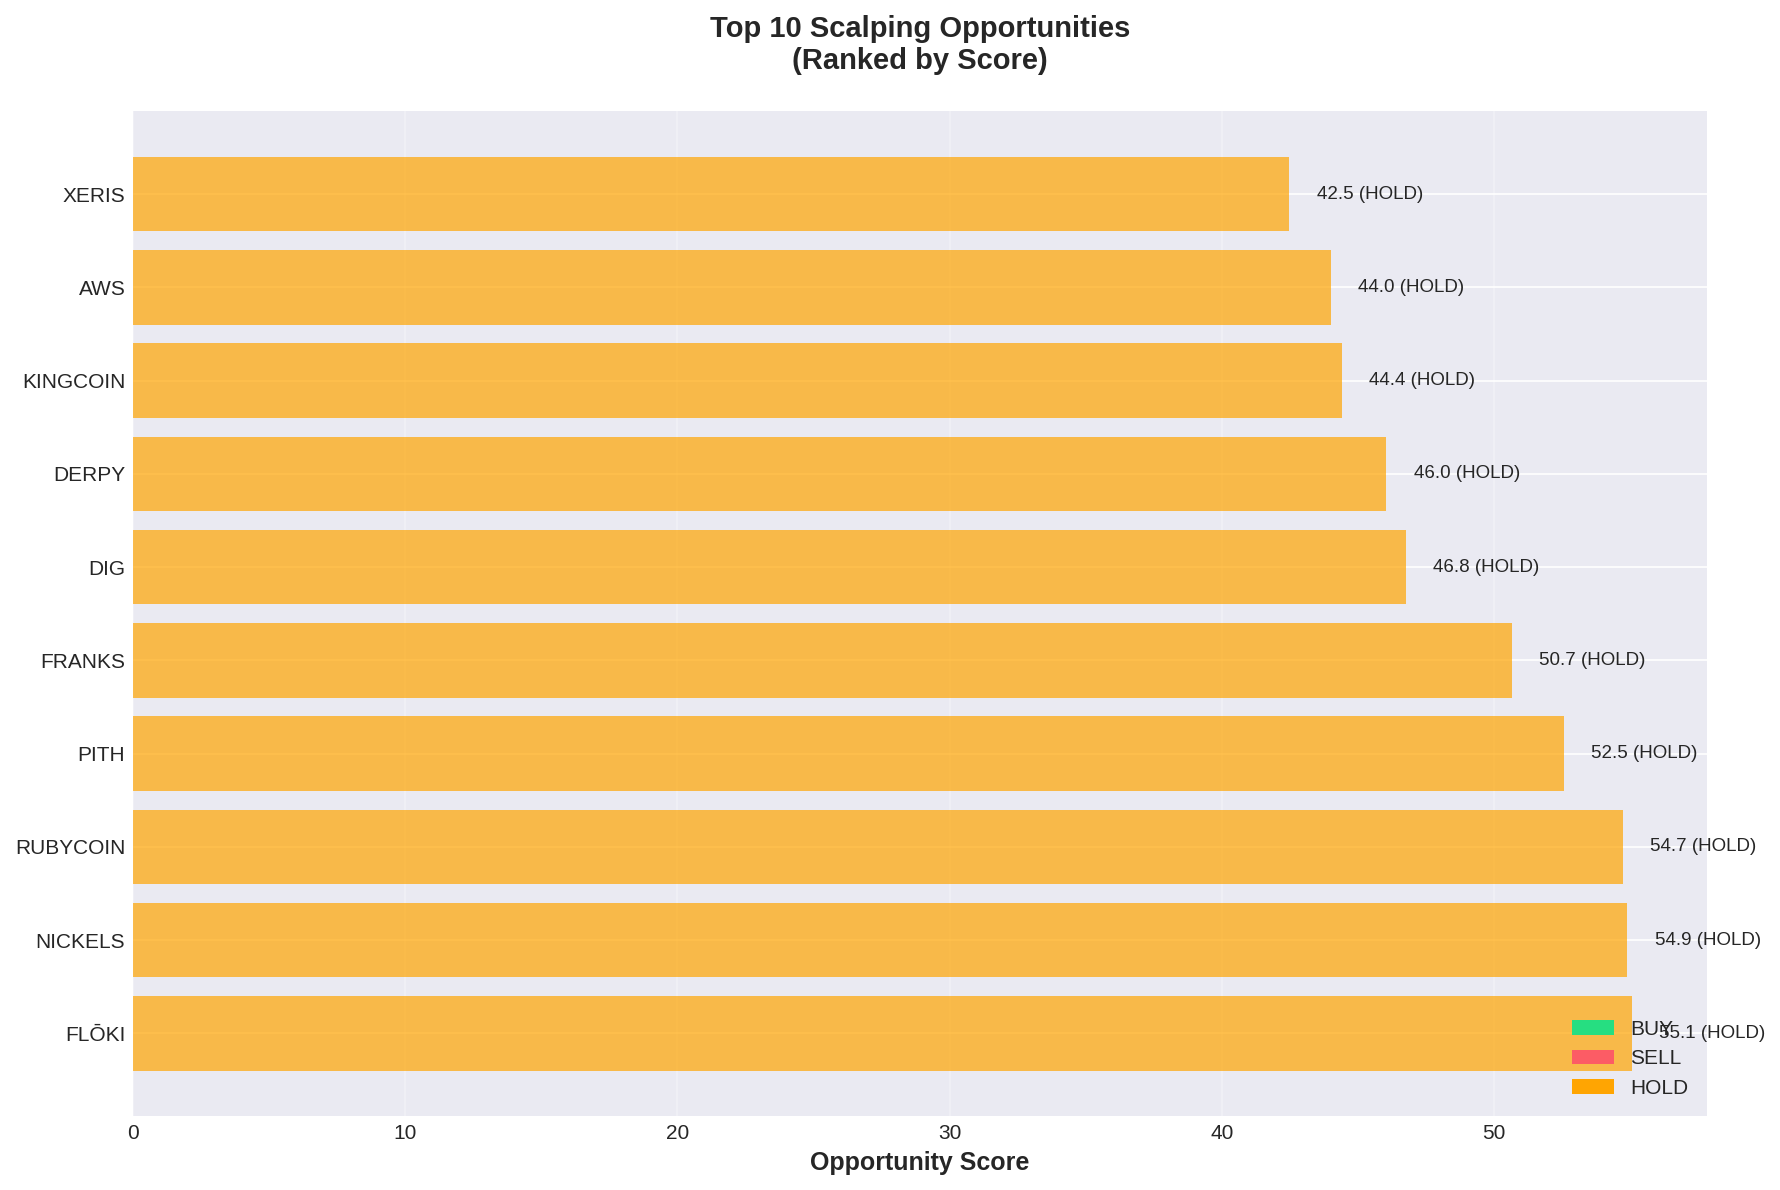 Top 10 Scalping Opportunities
(Ranked by Score)
XERIS
42.5 (HOLD)
AWS
44.0 (HOLD)
KINGCOIN
44.4 (HOLD)
DERPY
46.0 (HOLD)
DIG
46.8 (HOLD)
FRANKS
50.7 (HOLD)
PITH
52.5 (HOLD)
RUBYCOIN
54.7 (HOLD)
NICKELS
54.9 (HOLD)
FLŌKI
55.1 (HOLD)
BUY
SELL
HOLD
0 10 20 30 40 50
Opportunity Score